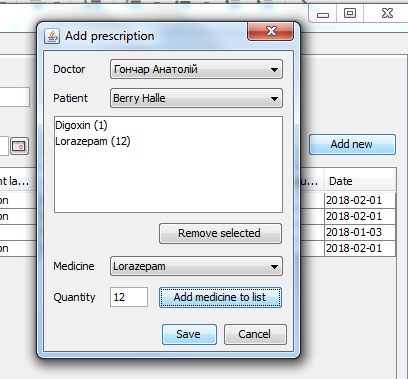 Add prescription
Doctor Гончар Анатолій
Patient Berry Halle
Digoxin (1)
Lorazepam (12)
Add new
nt la... u... Date
on 2018-02-01
on 2018-02-01
2018-01-03
on 2018-02-01
Remove selected
Medicine Lorazepam
Quantity 12 Add medicine to list
Save Cancel